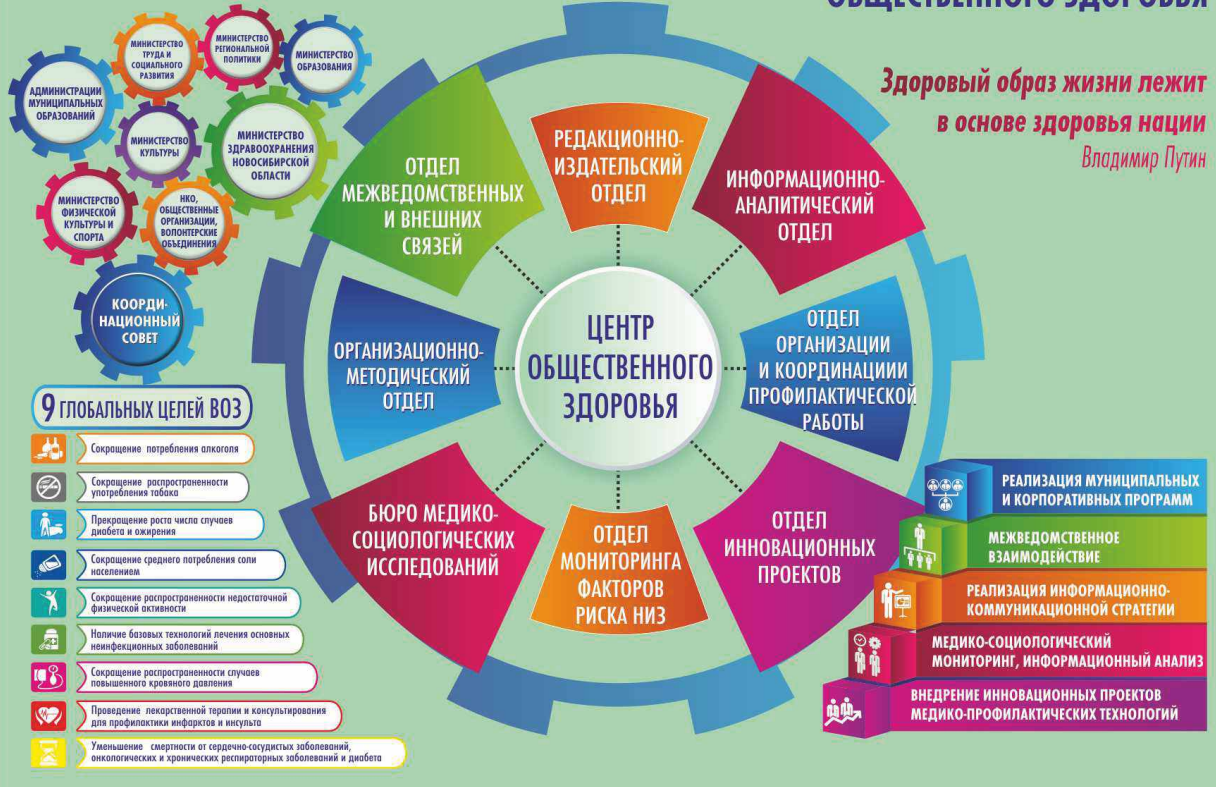 ОБЩЕСТВЕННОГО ЗДОРОВЬЯ
Здоровый образ жизни лежит
в основе здоровья нации
Владимир Путин
МИНИСТЕРСТВО
ТРУДА И
СОЦИАЛЬНОГО
РАЗВИТИЯ
МИНИСТЕРСТВО
РЕГИОНАЛЬНОЙ
ПОЛИТИКИ
МИНИСТЕРСТВО
ОБРАЗОВАНИЯ
АДМИНИСТРАЦИИ
МУНИЦИПАЛЬНЫХ
ОБРАЗОВАНИЙ
МИНИСТЕРСТВО
КУЛЬТУРЫ
МИНИСТЕРСТВО
ЗДРАВООХРАНЕНИЯ
НОВОСИБИРСКОЙ
ОБЛАСТИ
МИНИСТЕРСТВО
ФИЗИЧЕСКОЙ
КУЛЬТУРЫ И
СПОРТА
НКО,
ОБЩЕСТВЕННЫЕ
ОРГАНИЗАЦИИ,
ВОЛОНТЕРСКИЕ
ОБЪЕДИНЕНИЯ
КООРДИ-
НАЦИОННЫЙ
СОВЕТ
ОТДЕЛ
МЕЖВЕДОМСТВЕННЫХ
И ВНЕШНИХ
СВЯЗЕЙ
РЕДАКЦИОННО-
ИЗДАТЕЛЬСКИЙ
ОТДЕЛ
ИНФОРМАЦИОННО-
АНАЛИТИЧЕСКИЙ
ОТДЕЛ
ОРГАНИЗАЦИОННО-
МЕТОДИЧЕСКИЙ
ОТДЕЛ
ЦЕНТР
ОБЩЕСТВЕННОГО
ЗДОРОВЬЯ
ОТДЕЛ
ОРГАНИЗАЦИИ
И КООРДИНАЦИИИ
ПРОФИЛАКТИЧЕСКОЙ
РАБОТЫ
БЮРО МЕДИКО-
СОЦИОЛОГИЧЕСКИХ
ИССЛЕДОВАНИЙ
ОТДЕЛ
МОНИТОРИНГА
ФАКТОРОВ
РИСКА НИЗ
ОТДЕЛ
ИННОВАЦИОННЫХ
ПРОЕКТОВ
9 ГЛОБАЛЬНЫХ ЦЕЛЕЙ ВОЗ
Сокращение потребления алкоголя
Сокращение распространенности
употребления табака
Прекращение роста числа случаев
диабета и ожирения
Сокращение среднего потребления соли
населением
Сокращение распространенности недостаточной
физической активности
Наличие базовых технологий лечения основных
неинфекционных заболеваний
Сокращение распространенности случаев
повышенного кровяного давления
Проведение лекарственной терапии и консультирования
для профилактики инфарктов и инсульта
Уменьшение смертности от сердечно-сосудистых заболеваний,
онкологических и хронических респираторных заболеваний и диабета
РЕАЛИЗАЦИЯ МУНИЦИПАЛЬНЫХ
И КОРПОРАТИВНЫХ ПРОГРАММ
МЕЖВЕДОМСТВЕННОЕ
ВЗАИМОДЕЙСТВИЕ
РЕАЛИЗАЦИЯ ИНФОРМАЦИОННО-
КОММУНИКАЦИОННОЙ СТРАТЕГИИ
МЕДИКО-СОЦИОЛОГИЧЕСКИЙ
МОНИТОРИНГ, ИНФОРМАЦИОННЫЙ АНАЛИЗ
ВНЕДРЕНИЕ ИННОВАЦИОННЫХ ПРОЕКТОВ
МЕДИКО-ПРОФИЛАКТИЧЕСКИХ ТЕХНОЛОГИЙ